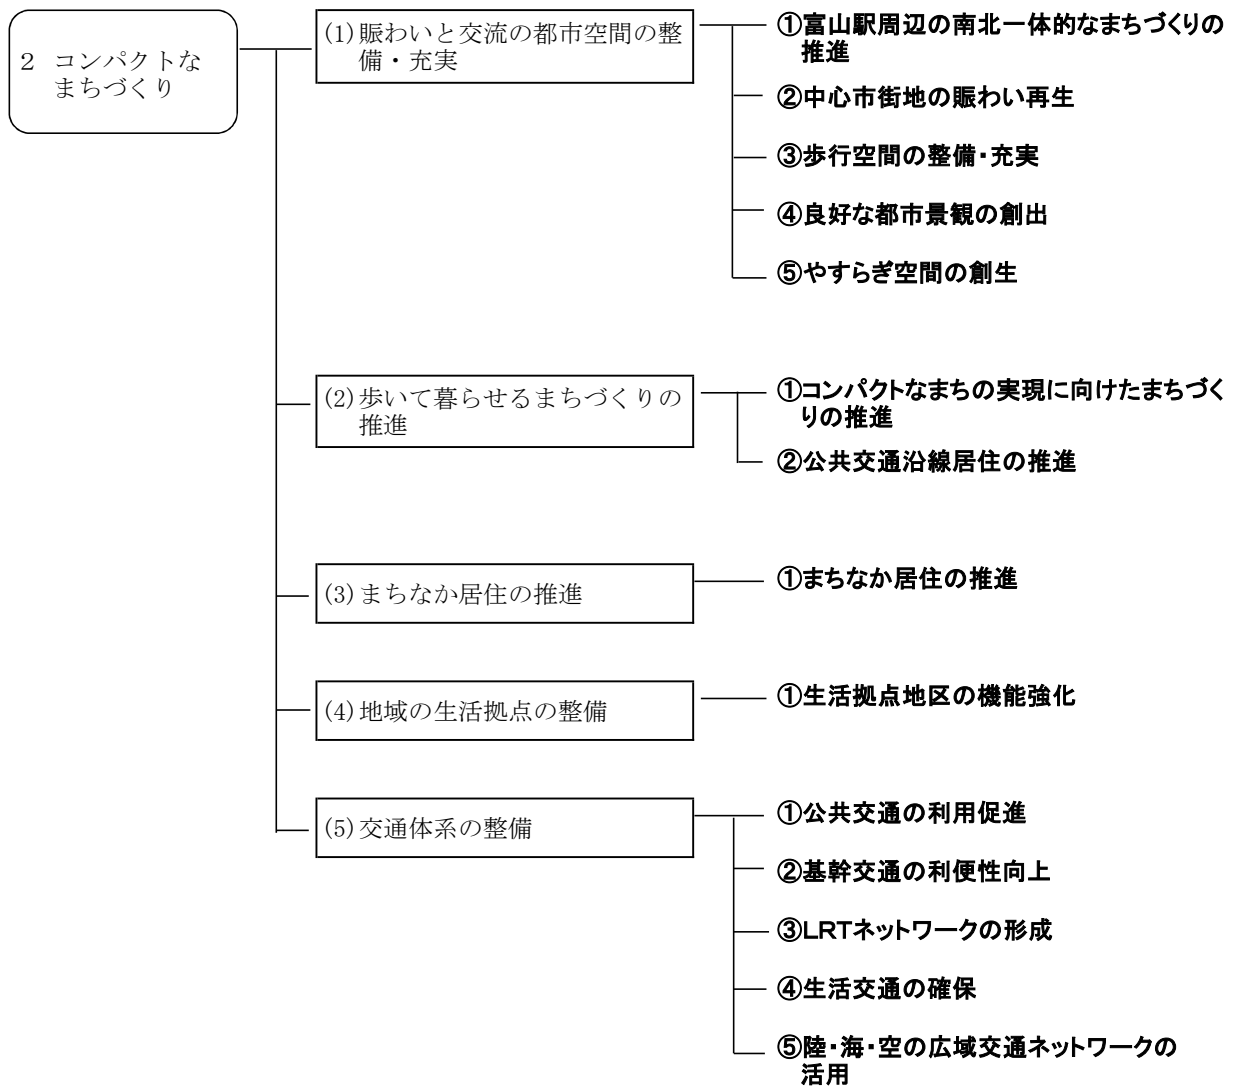 2 コンパクトな
まちづくり
(1)賑わいと交流の都市空間の整
備・充実
①富山駅周辺の南北一体的なまちづくりの
推進
②中心市街地の賑わい再生
③歩行空間の整備・充実
④良好な都市景観の創出
⑤やすらぎ空間の創生
(2)歩いて暮らせるまちづくりの
推進
①コンパクトなまちの実現に向けたまちづく
りの推進
②公共交通沿線居住の推進
(3)まちなか居住の推進
①まちなか居住の推進
(4)地域の生活拠点の整備
①生活拠点地区の機能強化
(5)交通体系の整備
①公共交通の利用促進
②基幹交通の利便性向上
③LRTネットワークの形成
④生活交通の確保
⑤陸・海・空の広域交通ネットワークの
活用